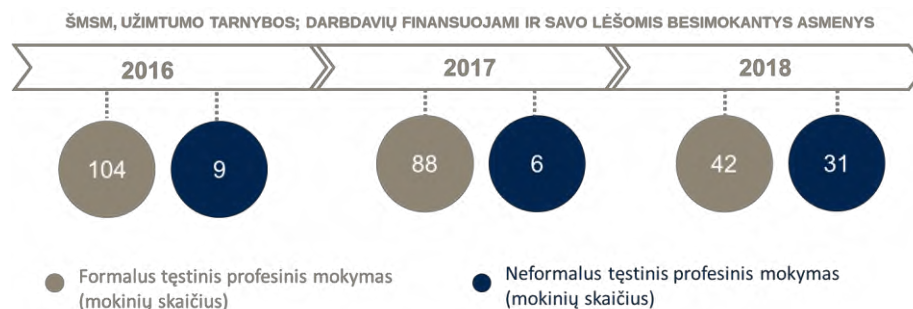 ŠMSM, UŽIMTUMO TARNYBOS; DARBDAVIŲ FINANSUOJAMI IR SAVO LĖŠOMIS BESIMOKANTYS ASMENYS
2016 2017 2018
104 9 88 6 42 31
Formalus tęstinis profesinis mokymas
(mokinių skaičius)
Neformalus tęstinis profesinis mokymas
(mokinių skaičius)